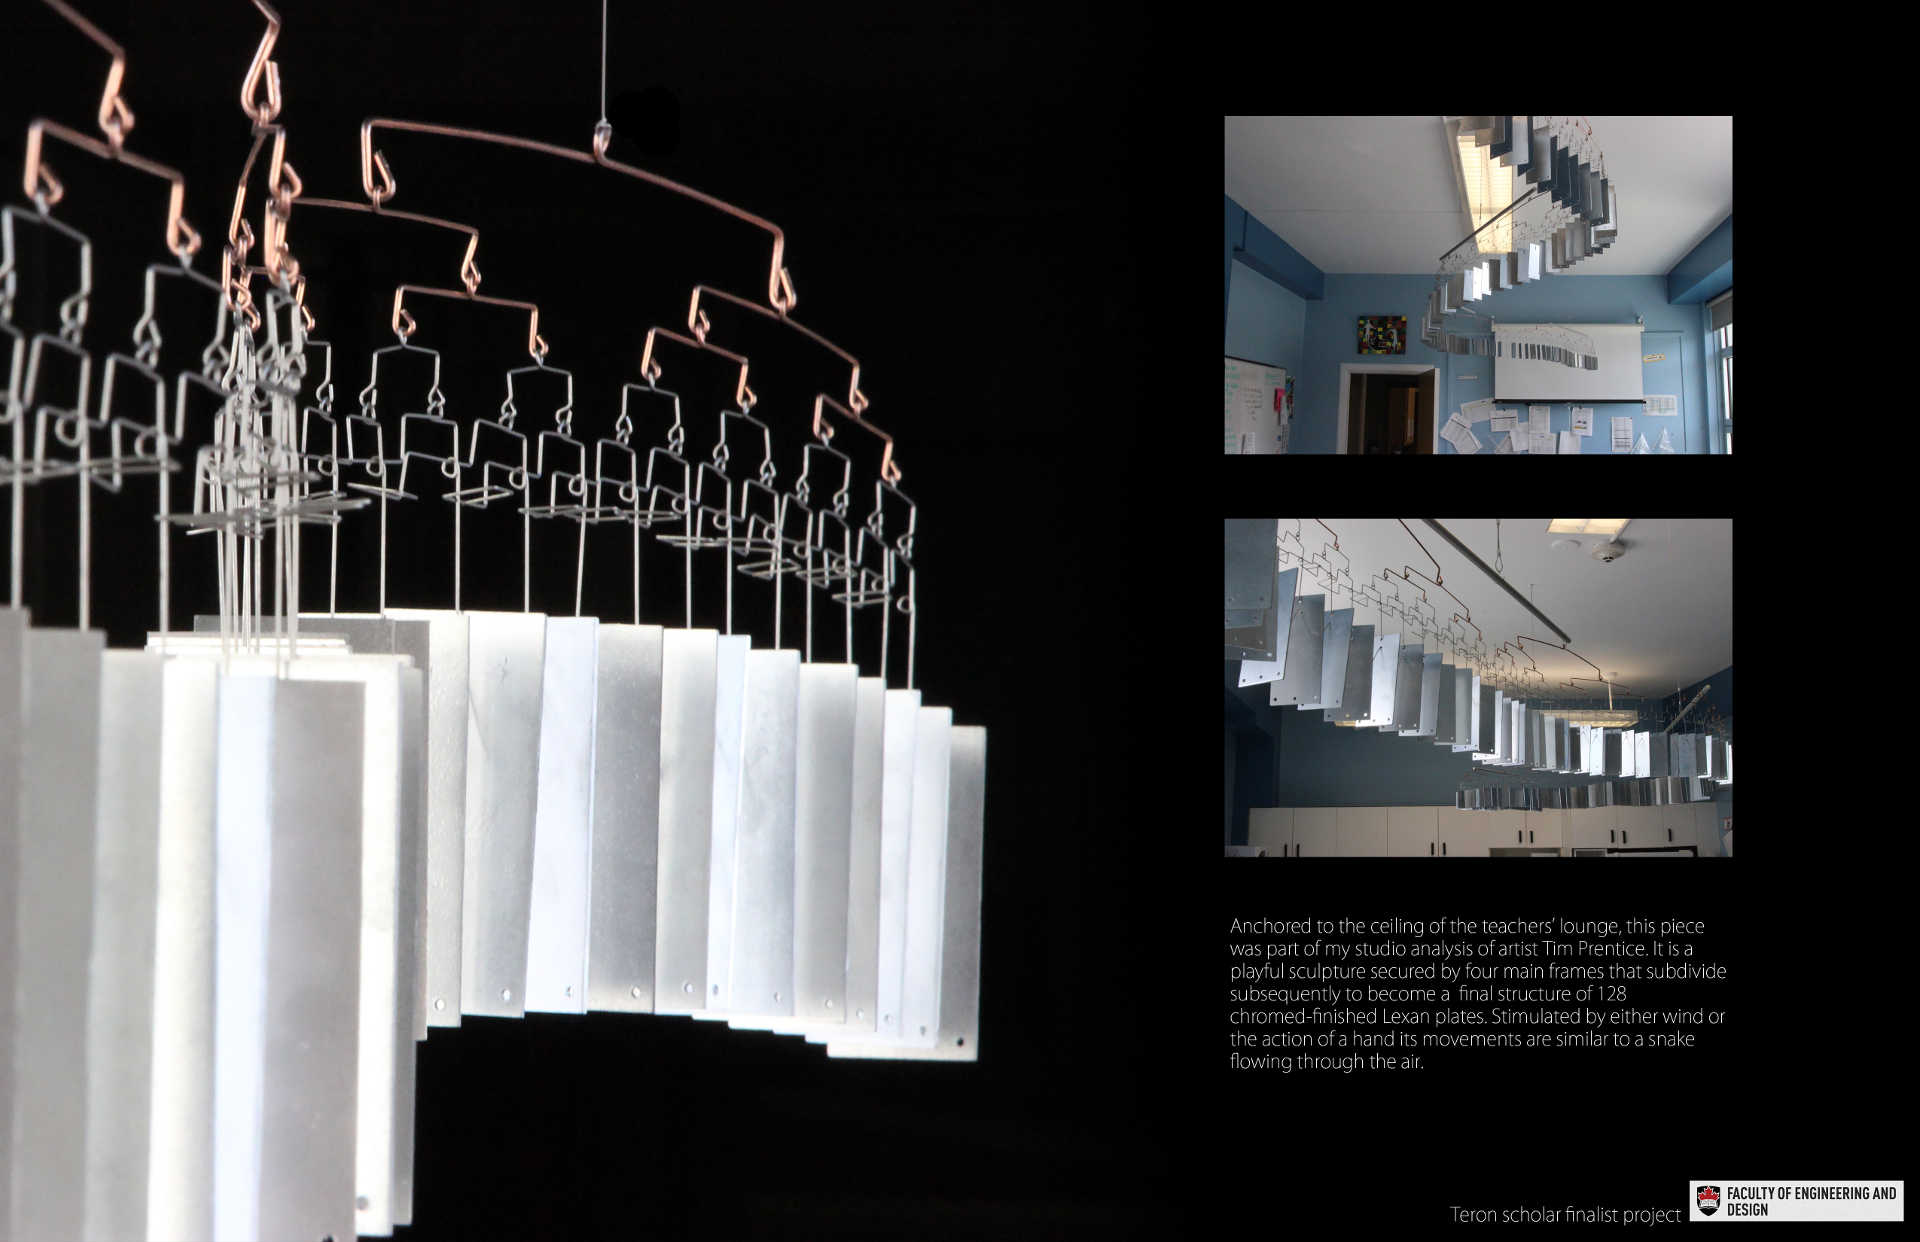 Anchored to the ceiling of the teachers’ lounge, this piece
was part of my studio analysis of artist Tim Prentice. It is a
playful sculpture secured by four main frames that subdivide
subsequently to become a final structure of 128
chromed-finished Lexan plates. Stimulated by either wind or
the action of a hand its movements are similar to a snake
flowing through the air.
Teron scholar finalist project
FACULTY OF ENGINEERING AND
DESIGN